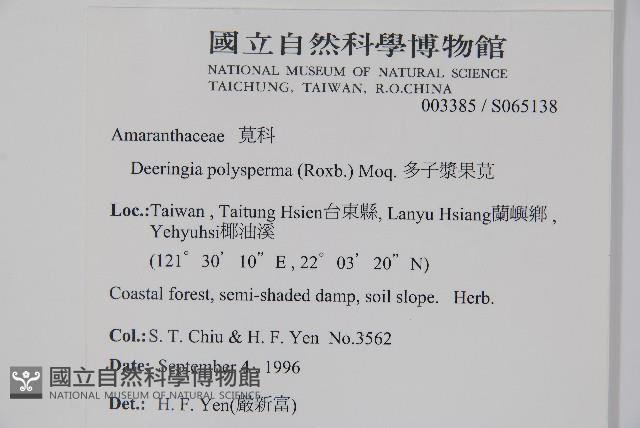 國立自然科學博物館
NATIONAL MUSEUM OF NATURAL SCIENCE
TAICHUNG, TAIWAN, R.O.CHINA
003385 / S065138
Amaranthaceae 莧科
Deeringia polysperma (Roxb.) Moq. 多子漿果莧
Loc.:Taiwan , Taitung Hsien台東縣, Lanyu Hsiang蘭嶼鄉 ,
Yehyuhsi椰油溪
(121° 30’ 10” E , 22° 03’ 20” N)
Coastal forest, semi-shaded damp, soil slope. Herb.
Col.:S. T. Chiu & H. F. Yen No.3562
Date: September 4, 1996
國立自然科學博物館
NATIONAL MUSEUM OF NATURAL SCIENCE
Det.: H. F. Yen(嚴新富)